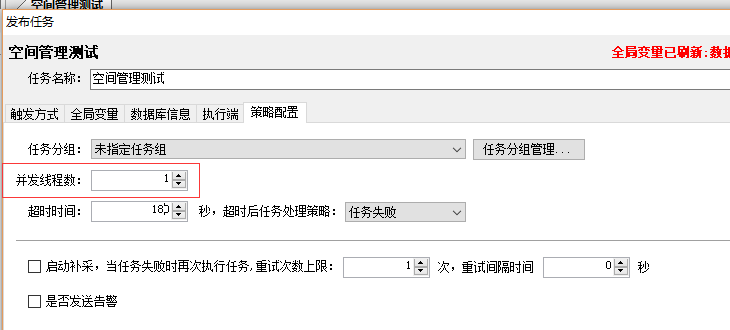 空间管理测试
发布任务
空间管理测试 全局变量已刷新:数据
任务名称: 空间管理测试
触发方式 全局变量 数据库信息 执行端 策略配置
任务分组: 未指定任务组 任务分组管理...
并发线程数: 1
超时时间: 180 秒，超时后任务处理策略: 任务失败
启动补采，当任务失败时再次执行任务,重试次数上限: 1 次，重试间隔时间 0 秒
是否发送告警